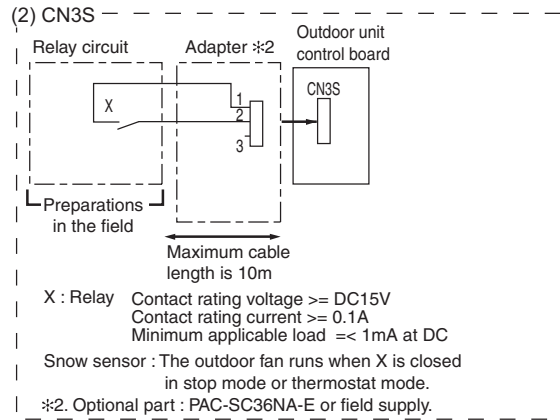 (2) CN3S
Relay circuit
Adapter ※2
Outdoor unit
control board
CN3S
X
1
2
3
Preparations
in the field
Maximum cable
length is 10m
X : Relay
Contact rating voltage >= DC15V
Contact rating current >= 0.1A
Minimum applicable load =< 1mA at DC
Snow sensor : The outdoor fan runs when X is closed
in stop mode or thermostat mode.
※2. Optional part : PAC-SC36NA-E or field supply.